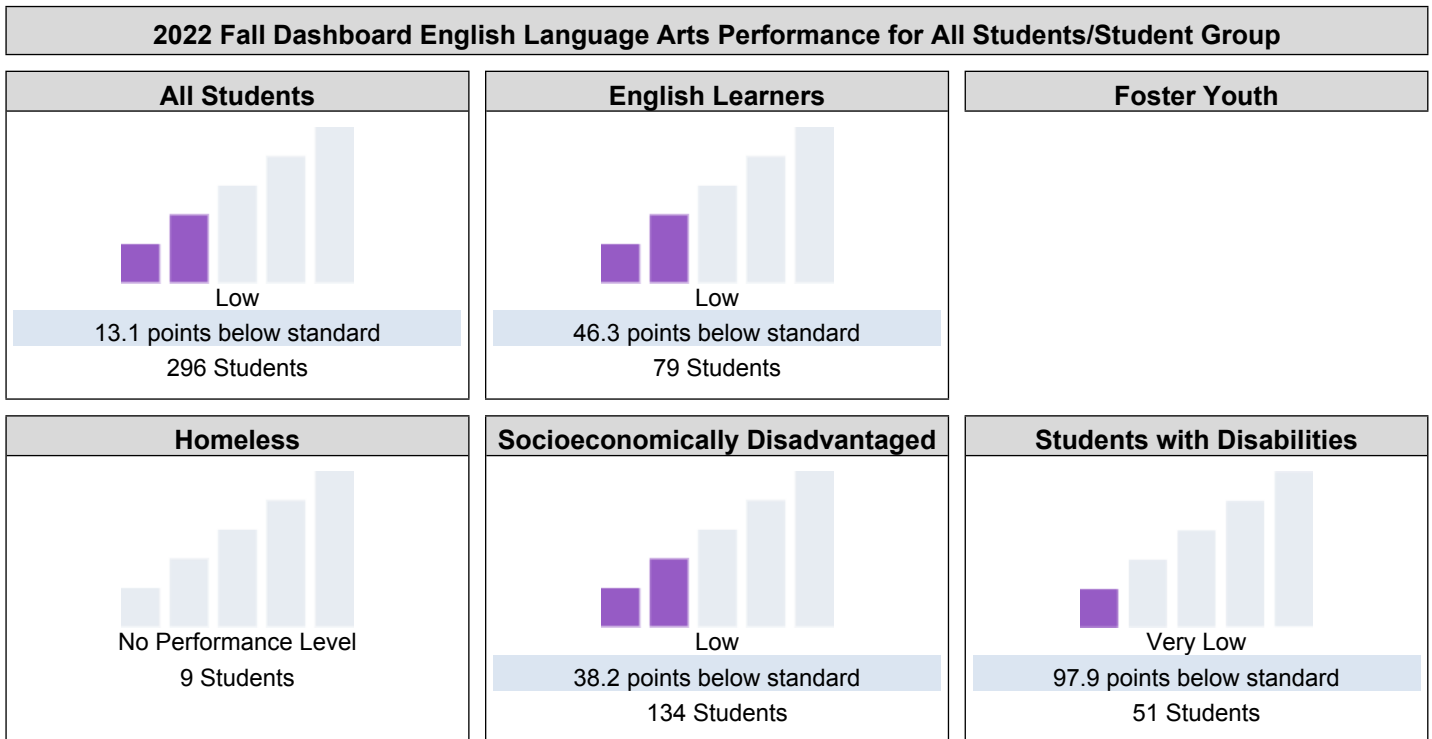 2022 Fall Dashboard English Language Arts Performance for All Students/Student Group
All Students
Low
13.1 points below standard
296 Students
English Learners
Low
46.3 points below standard
79 Students
Foster Youth
Homeless
No Performance Level
9 Students
Socioeconomically Disadvantaged
Low
38.2 points below standard
134 Students
Students with Disabilities
Very Low
97.9 points below standard
51 Students